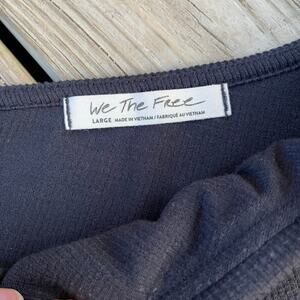 We The Free
LARGE MADE IN VIETNAM / FABRIQUÉ AU VIETNAM